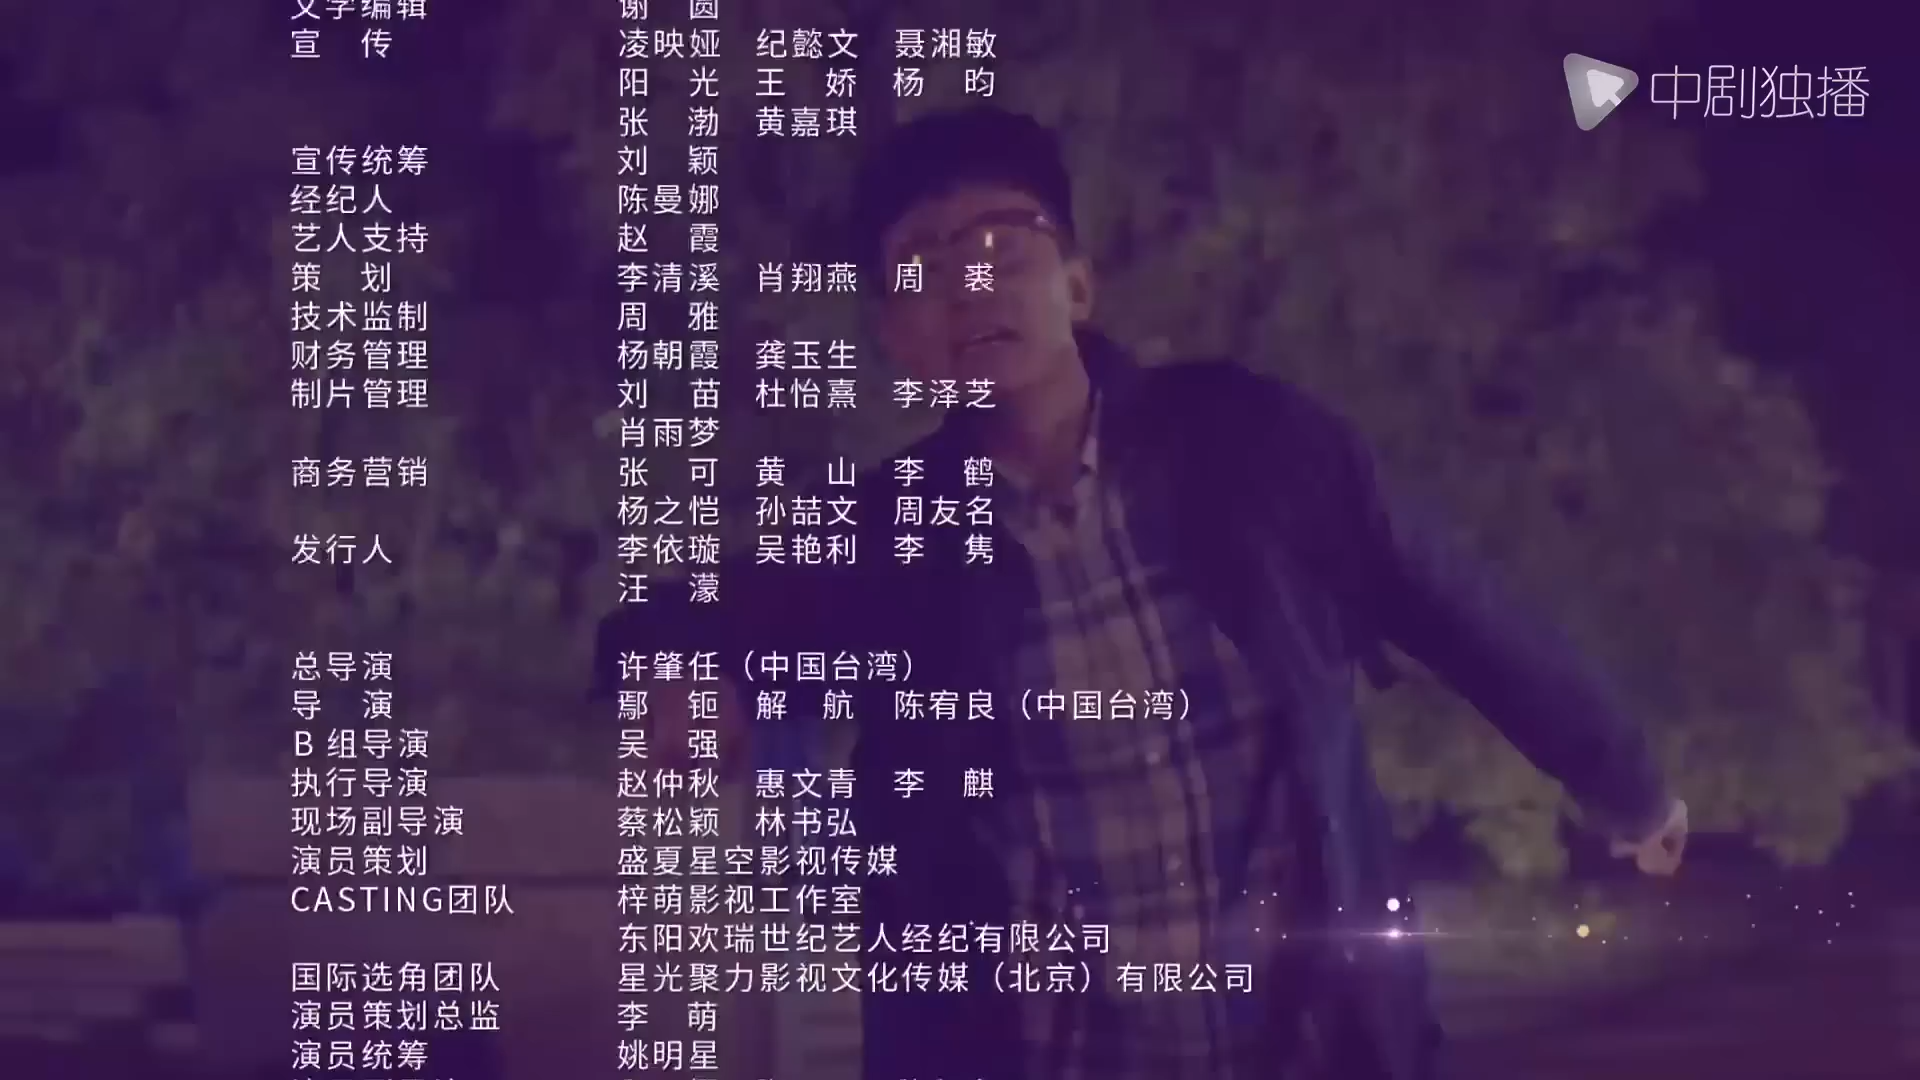 文学编辑 谢 圆
宣 传 凌映娅 纪懿文 聂湘敏
阳 光 王 娇 杨 昀
张 渤 黄嘉琪
宣传统筹 刘 颖
经纪人 陈曼娜
艺人支持 赵 霞
策 划 李清溪 肖翔燕 周 裘
技术监制 周 雅
财务管理 杨朝霞 龚玉生
制片管理 刘 苗 杜怡熹 李泽芝
肖雨梦
商务营销 张 可 黄 山 李 鹤
杨之恺 孙喆文 周友名
发行人 李依璇 吴艳利 李 隽
汪 濛
总导演 许肇任（中国台湾）
导 演 鄢 钷 解 航 陈宥良（中国台湾）
B 组导演 吴 强
执行导演 赵仲秋 惠文青 李 麒
现场副导演 蔡松颖 林书弘
演员策划 盛夏星空影视传媒
CASTING团队 梓萌影视工作室
东阳欢瑞世纪艺人经纪有限公司
国际选角团队 星光聚力影视文化传媒（北京）有限公司
演员策划总监 李 萌
演员统筹 姚明星
中剧独播